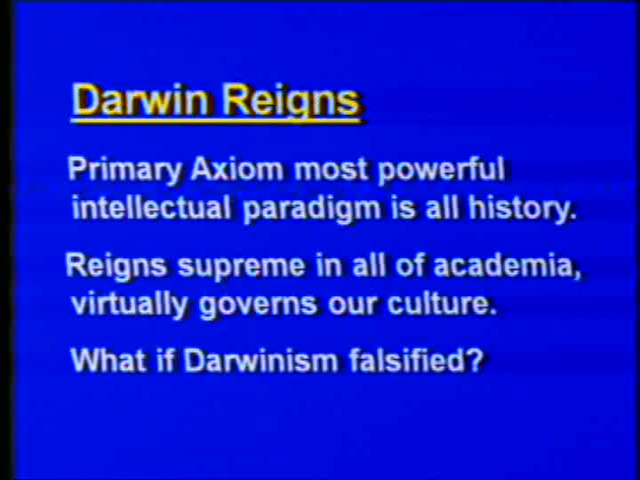 Darwin Reigns
Primary Axiom most powerful
intellectual paradigm is all history.
Reigns supreme in all of academia,
virtually governs our culture.
What if Darwinism falsified?